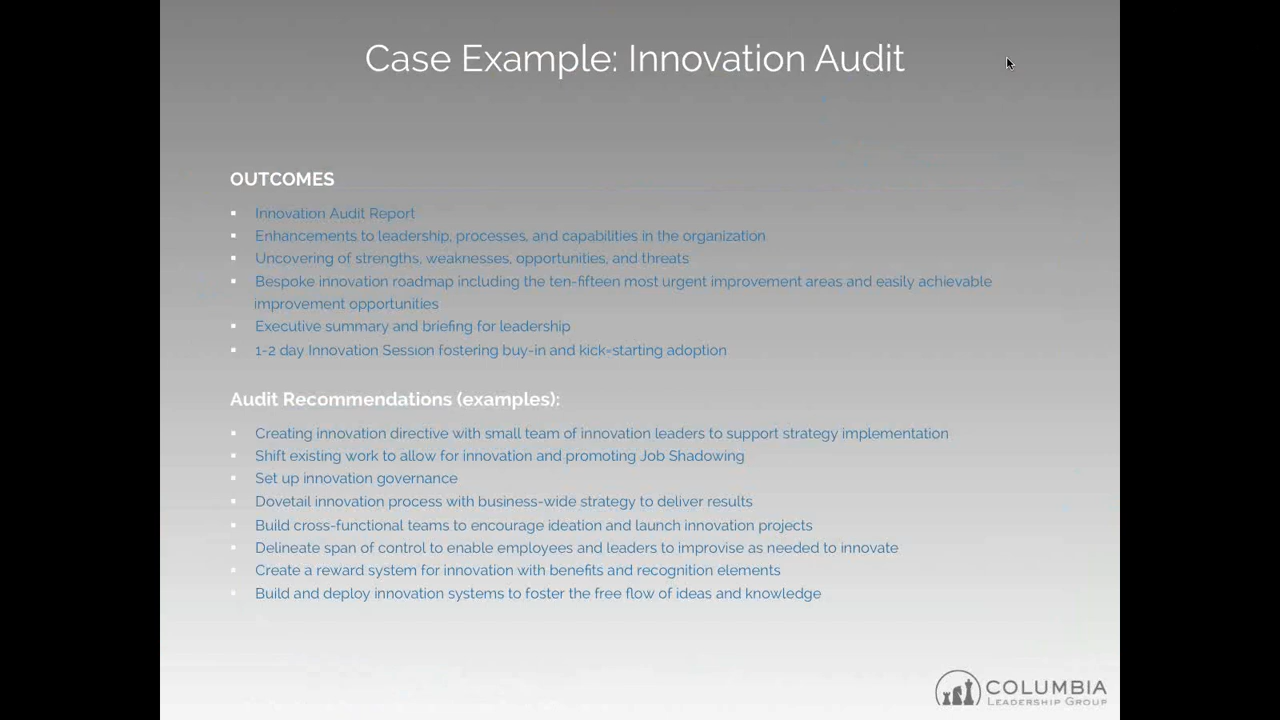 Case Example: Innovation Audit
OUTCOMES
▪ Innovation Audit Report
▪ Enhancements to leadership, processes, and capabilities in the organization
▪ Uncovering of strengths, weaknesses, opportunities, and threats
▪ Bespoke innovation roadmap including the ten-fifteen most urgent improvement areas and easily achievable
improvement opportunities
▪ Executive summary and briefing for leadership
▪ 1-2 day Innovation Session fostering buy-in and kick-starting adoption
Audit Recommendations (examples):
▪ Creating innovation directive with small team of innovation leaders to support strategy implementation
▪ Shift existing work to allow for innovation and promoting Job Shadowing
▪ Set up innovation governance
▪ Dovetail innovation process with business-wide strategy to deliver results
▪ Build cross-functional teams to encourage ideation and launch innovation projects
▪ Delineate span of control to enable employees and leaders to improvise as needed to innovate
▪ Create a reward system for innovation with benefits and recognition elements
▪ Build and deploy innovation systems to foster the free flow of ideas and knowledge
COLUMBIA
LEADERSHIP GROUP